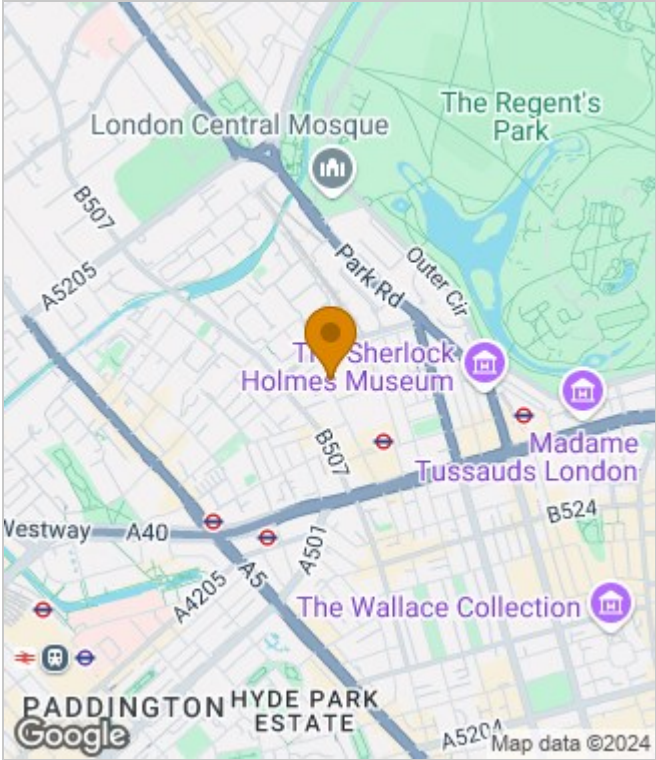 The Regent's
Park
London Central Mosque
B507
A5205
Park Rd
Outer Cir
The Sherlock
Holmes Museum
B507
Madame
Tussauds London
B524
Westway
A40
A501
A5
A4205
The Wallace Collection
PADDINGTON
HYDE PARK
ESTATE
A5204
Google
Map data ©2024